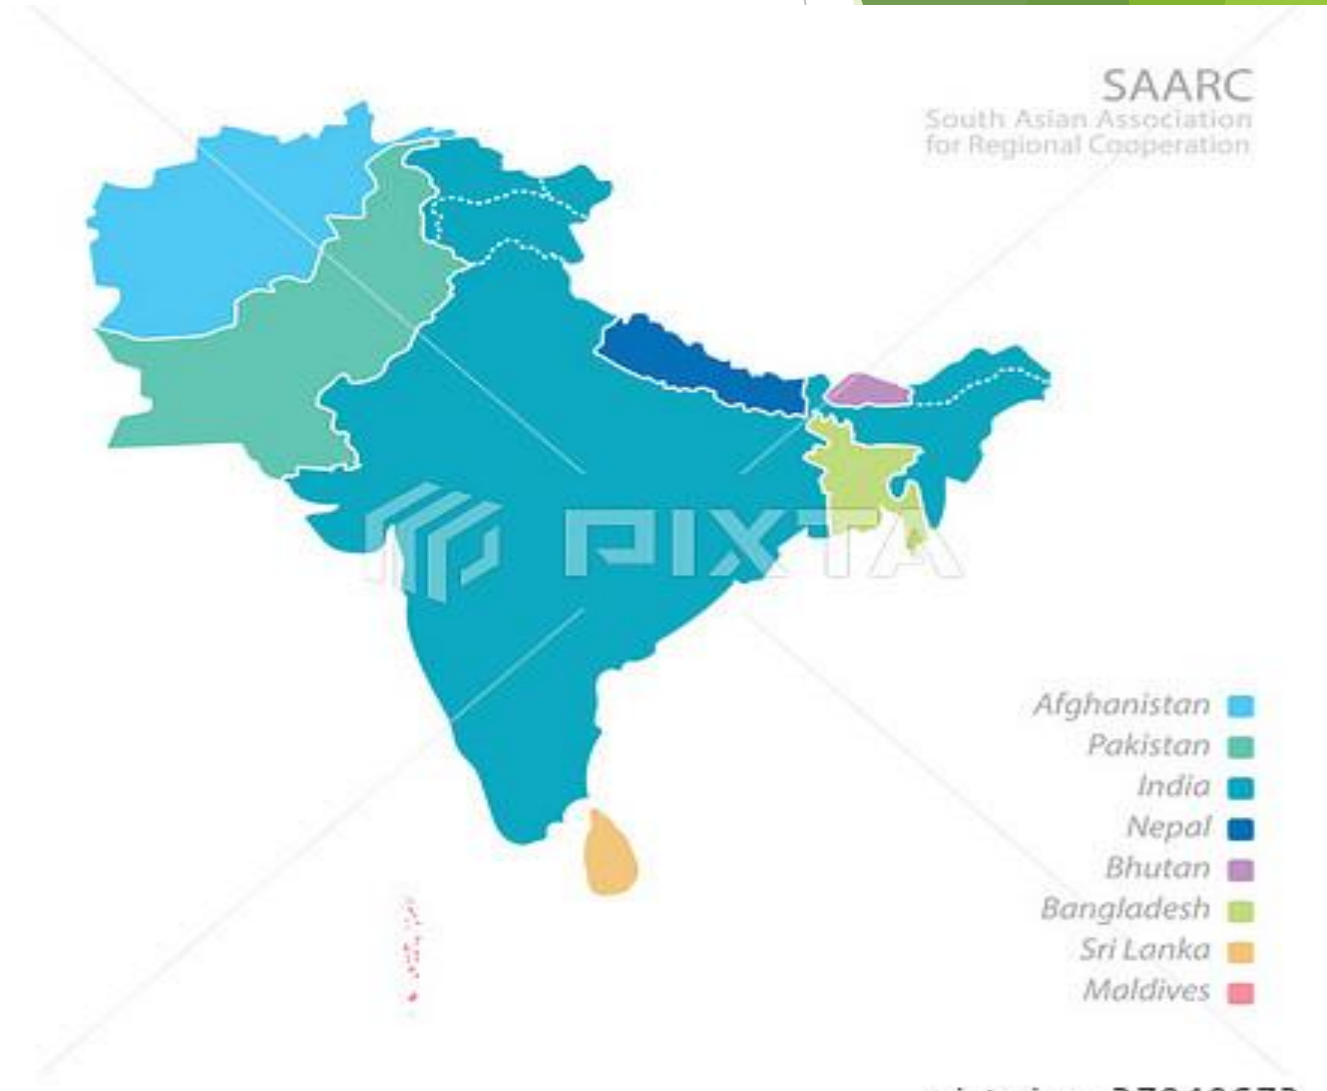 SAARC
South Asian Association
for Regional Cooperation
PIXTA
Afghanistan
Pakistan
India
Nepal
Bhutan
Bangladesh
Sri Lanka
Maldives